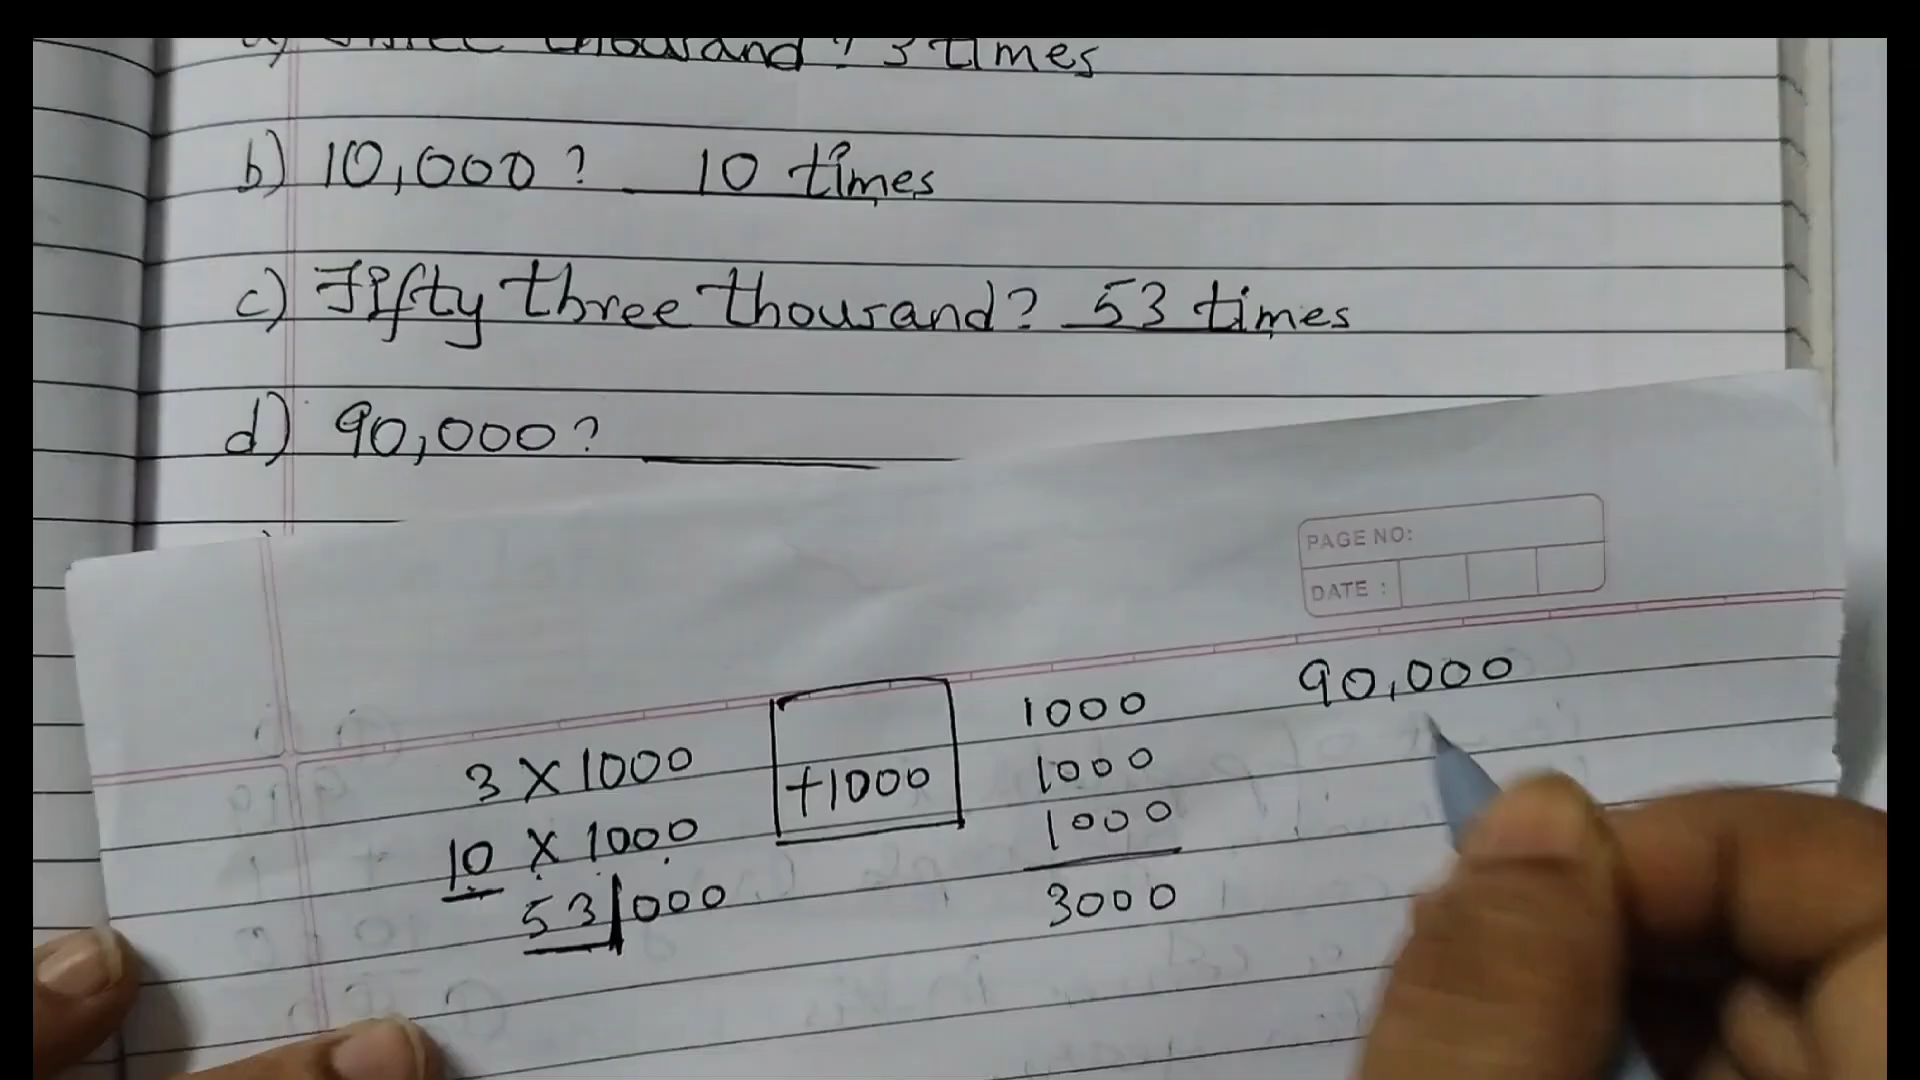 a) Three thousand? 3 times
b) 10,000? 10 times
c) Fifty three thousand? 53 times
d) 90,000?
PAGE NO:
DATE :
3 X 1000
10 X 1000
53|000
+1000
1000
1000
1000
3000
90,000